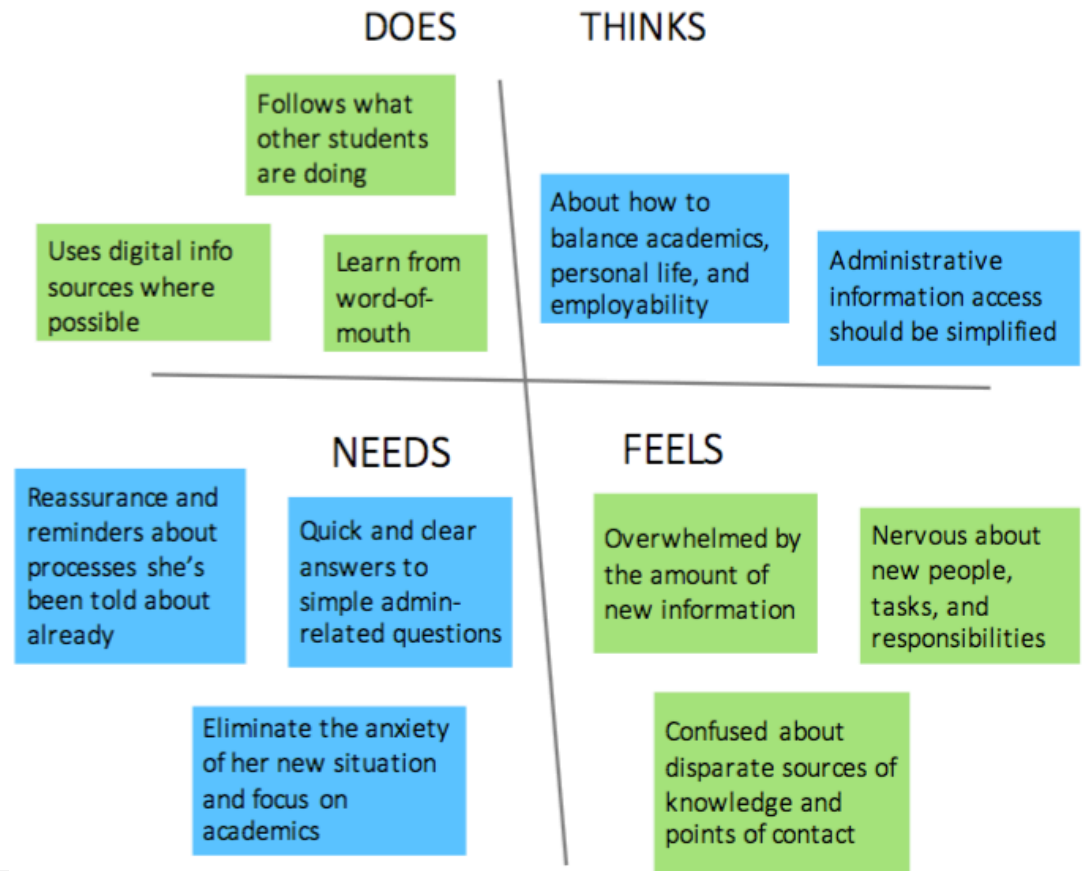 DOES
THINKS
Follows what
other students
are doing
Uses digital info
sources where
possible
Learn from
word-of-
mouth
About how to
balance academics,
personal life, and
employability
Administrative
information access
should be simplified
NEEDS
FEELS
Reassurance and
reminders about
processes she's
been told about
already
Quick and clear
answers to
simple admin-
related questions
Eliminate the anxiety
of her new situation
and focus on
academics
Overwhelmed by
the amount of
new information
Nervous about
new people,
tasks, and
responsibilities
Confused about
disparate sources of
knowledge and
points of contact